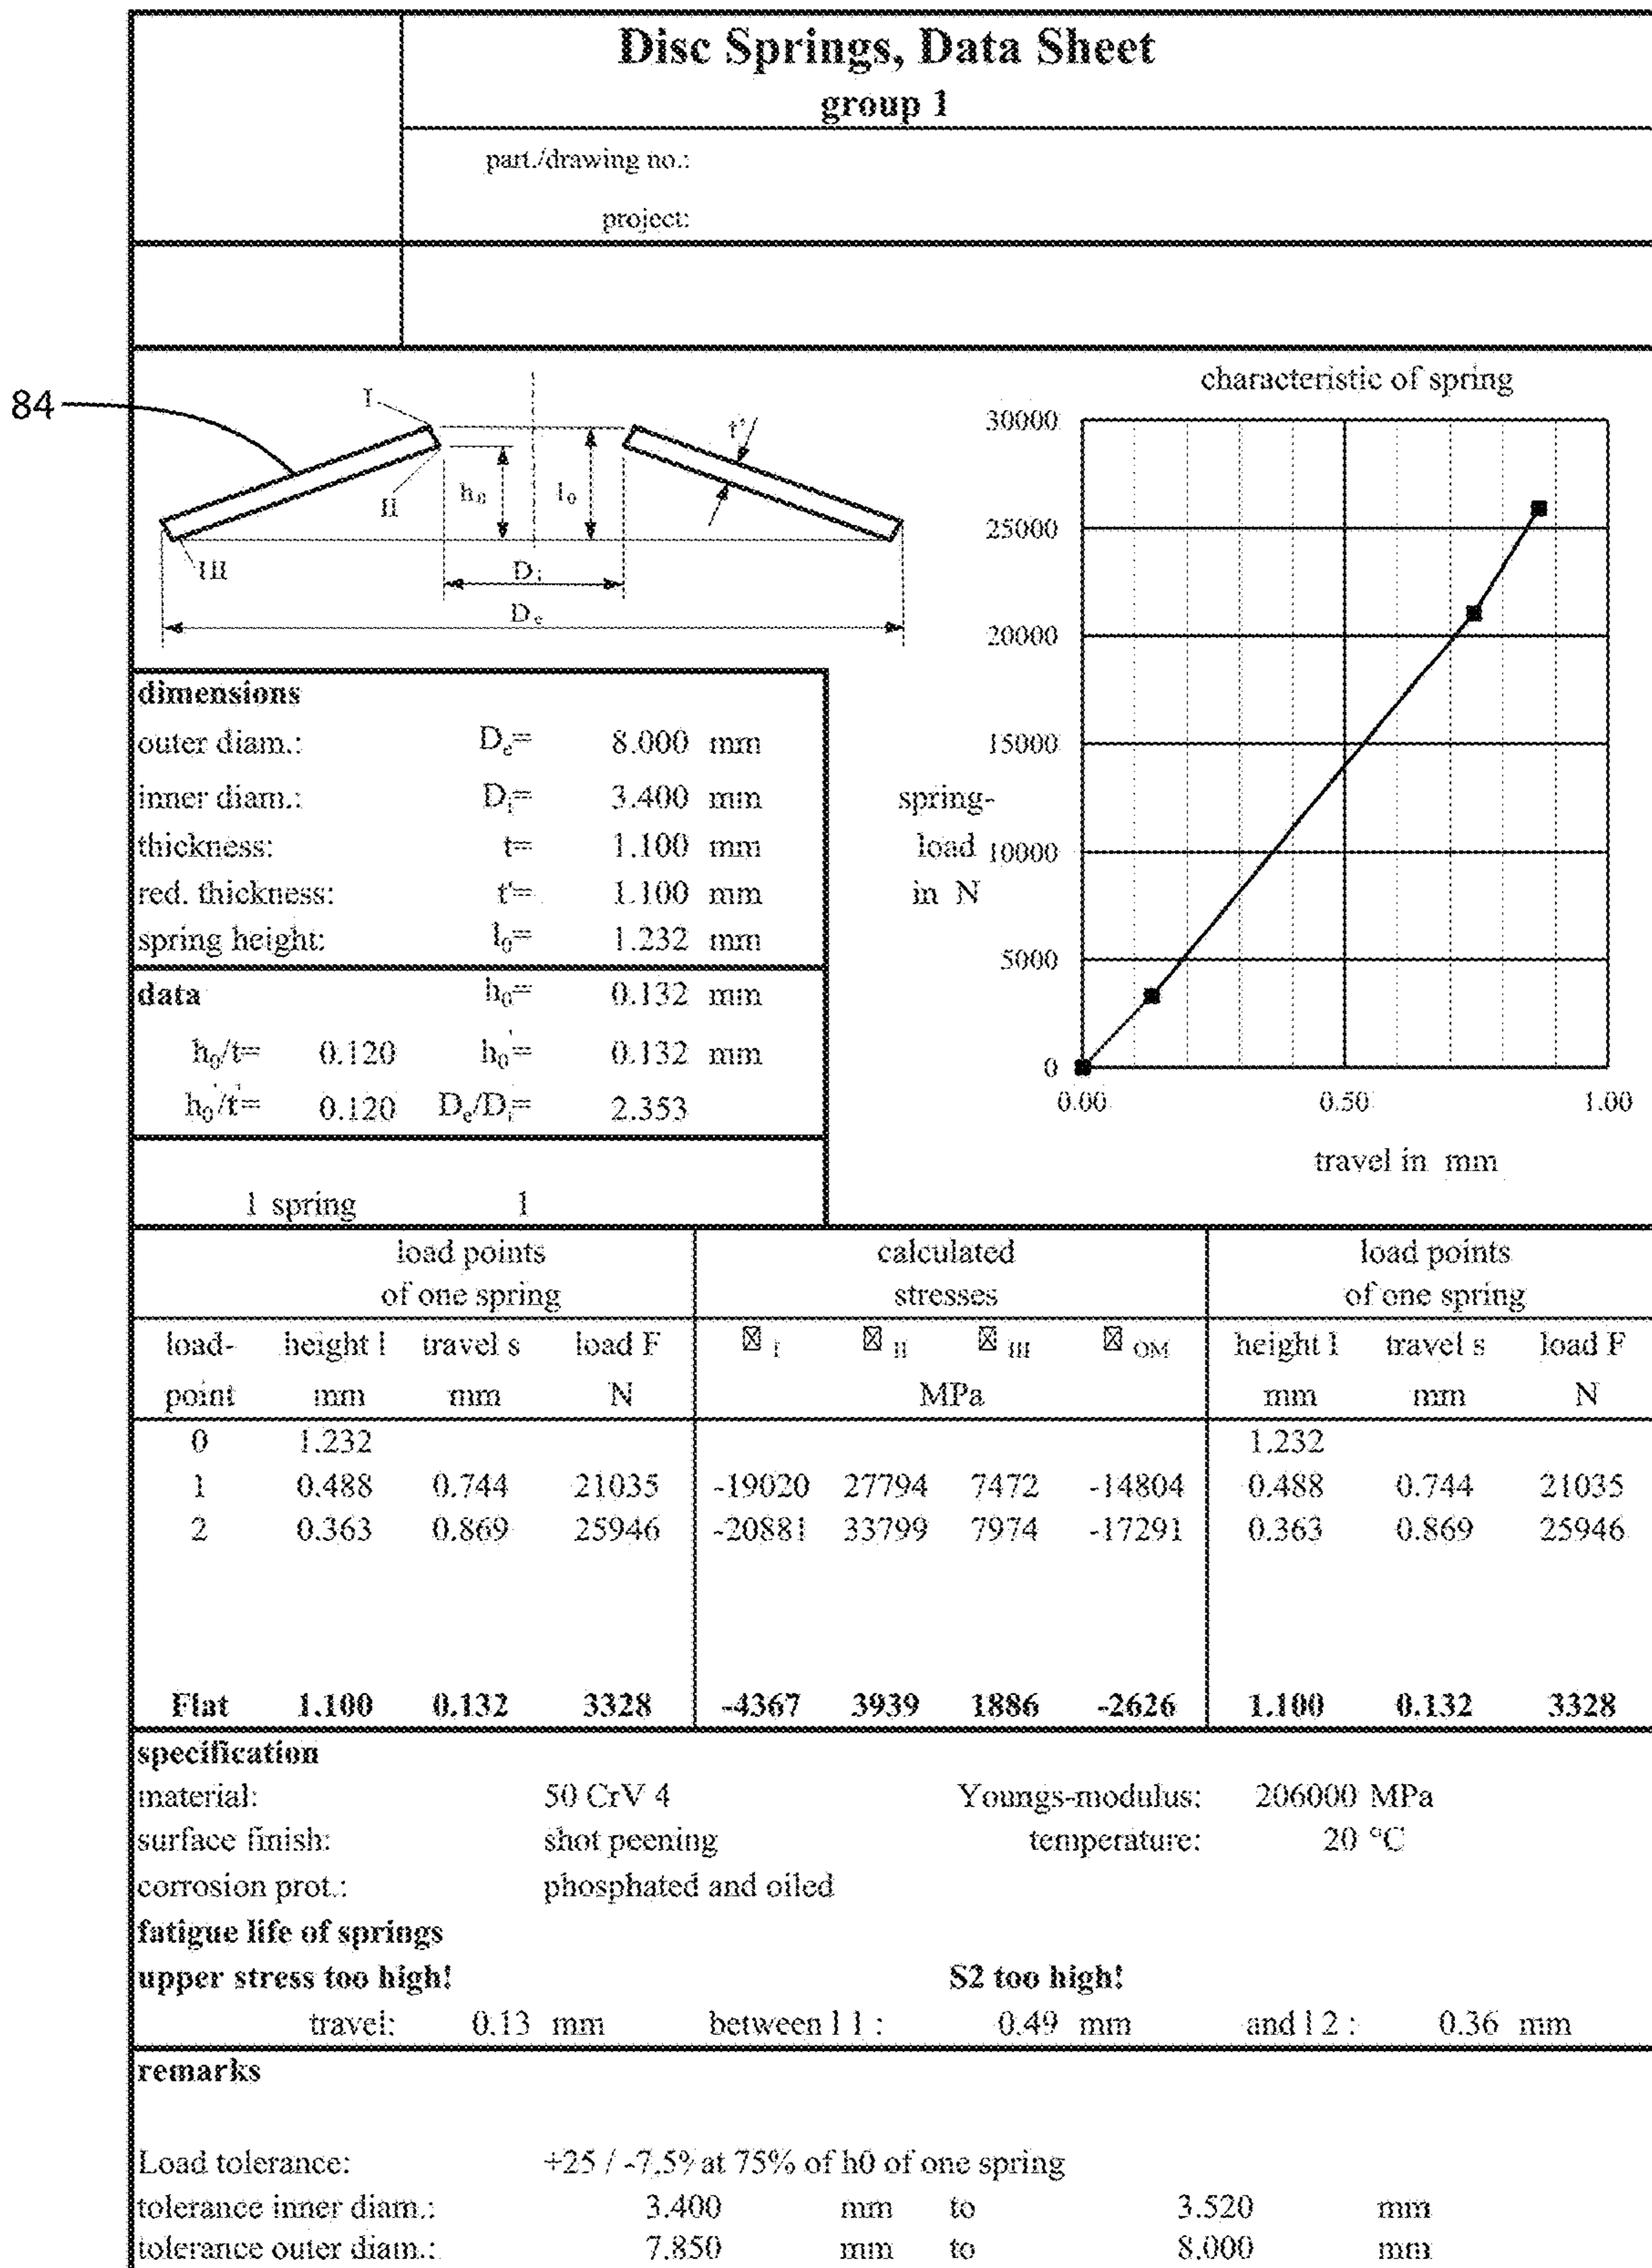 Disc Springs, Data Sheet
group 1
part./drawing no.:
project:
84
I
II
III
h₀
l₀
t'
Dᵢ
Dₑ
characteristic of spring
30000
25000
20000
15000
10000
5000
0
spring-
load
in N
0.00 0.50 1.00
travel in mm
dimensions
outer diam.: Dₑ= 8.000 mm
inner diam.: Dᵢ= 3.400 mm
thickness: t= 1.100 mm
red. thickness: t'= 1.100 mm
spring height: l₀= 1.232 mm
data h₀= 0.132 mm
h₀/t= 0.120 h₀'= 0.132 mm
h₀'/t'= 0.120 Dₑ/Dᵢ= 2.353
1 spring 1
load points calculated load points
of one spring stresses of one spring
load- height l travel s load F ☒ I ☒ II ☒ III ☒ OM height l travel s load F
point mm mm N MPa mm mm N
0 1.232 1.232
1 0.488 0.744 21035 -19020 27794 7472 -14804 0.488 0.744 21035
2 0.363 0.869 25946 -20881 33799 7974 -17291 0.363 0.869 25946
Flat 1.100 0.132 3328 -4367 3939 1886 -2626 1.100 0.132 3328
specification
material: 50 CrV 4 Youngs-modulus: 206000 MPa
surface finish: shot peening temperature: 20 °C
corrosion prot.: phosphated and oiled
fatigue life of springs
upper stress too high! S2 too high!
travel: 0.13 mm between l 1 : 0.49 mm and l 2 : 0.36 mm
remarks
Load tolerance: +25 / -7.5% at 75% of h0 of one spring
tolerance inner diam.: 3.400 mm to 3.520 mm
tolerance outer diam.: 7.850 mm to 8.000 mm